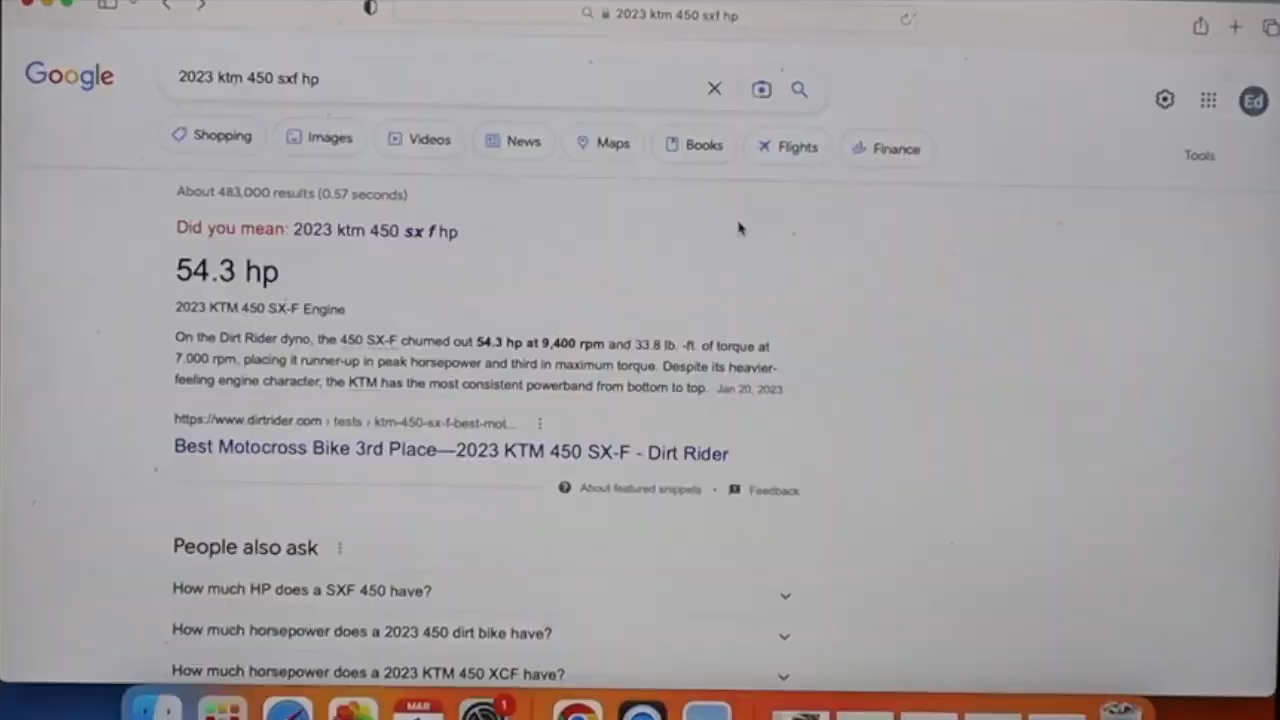 2023 ktm 450 sxf hp
Google
2023 ktm 450 sxf hp
Ed
Shopping
Images
Videos
News
Maps
Books
Flights
Finance
Tools
About 483,000 results (0.57 seconds)
Did you mean: 2023 ktm 450 sx f hp
54.3 hp
2023 KTM 450 SX-F Engine
On the Dirt Rider dyno, the 450 SX-F churned out 54.3 hp at 9,400 rpm and 33.8 lb. -ft. of torque at
7,000 rpm, placing it runner-up in peak horsepower and third in maximum torque. Despite its heavier-
feeling engine character, the KTM has the most consistent powerband from bottom to top. Jan 20, 2023
https://www.dirtrider.com › tests › ktm-450-sx-f-best-mot...
Best Motocross Bike 3rd Place—2023 KTM 450 SX-F - Dirt Rider
About featured snippets • Feedback
People also ask
How much HP does a SXF 450 have?
How much horsepower does a 2023 450 dirt bike have?
How much horsepower does a 2023 KTM 450 XCF have?
MAR
1